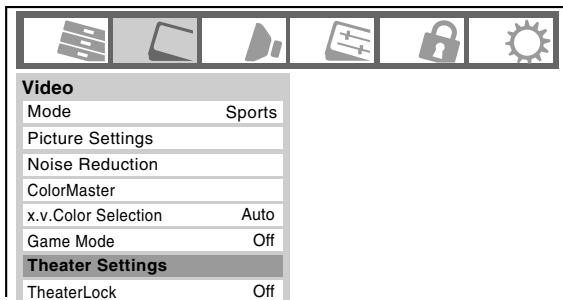 Video
Mode Sports
Picture Settings
Noise Reduction
ColorMaster
x.v.Color Selection Auto
Game Mode Off
Theater Settings
TheaterLock Off